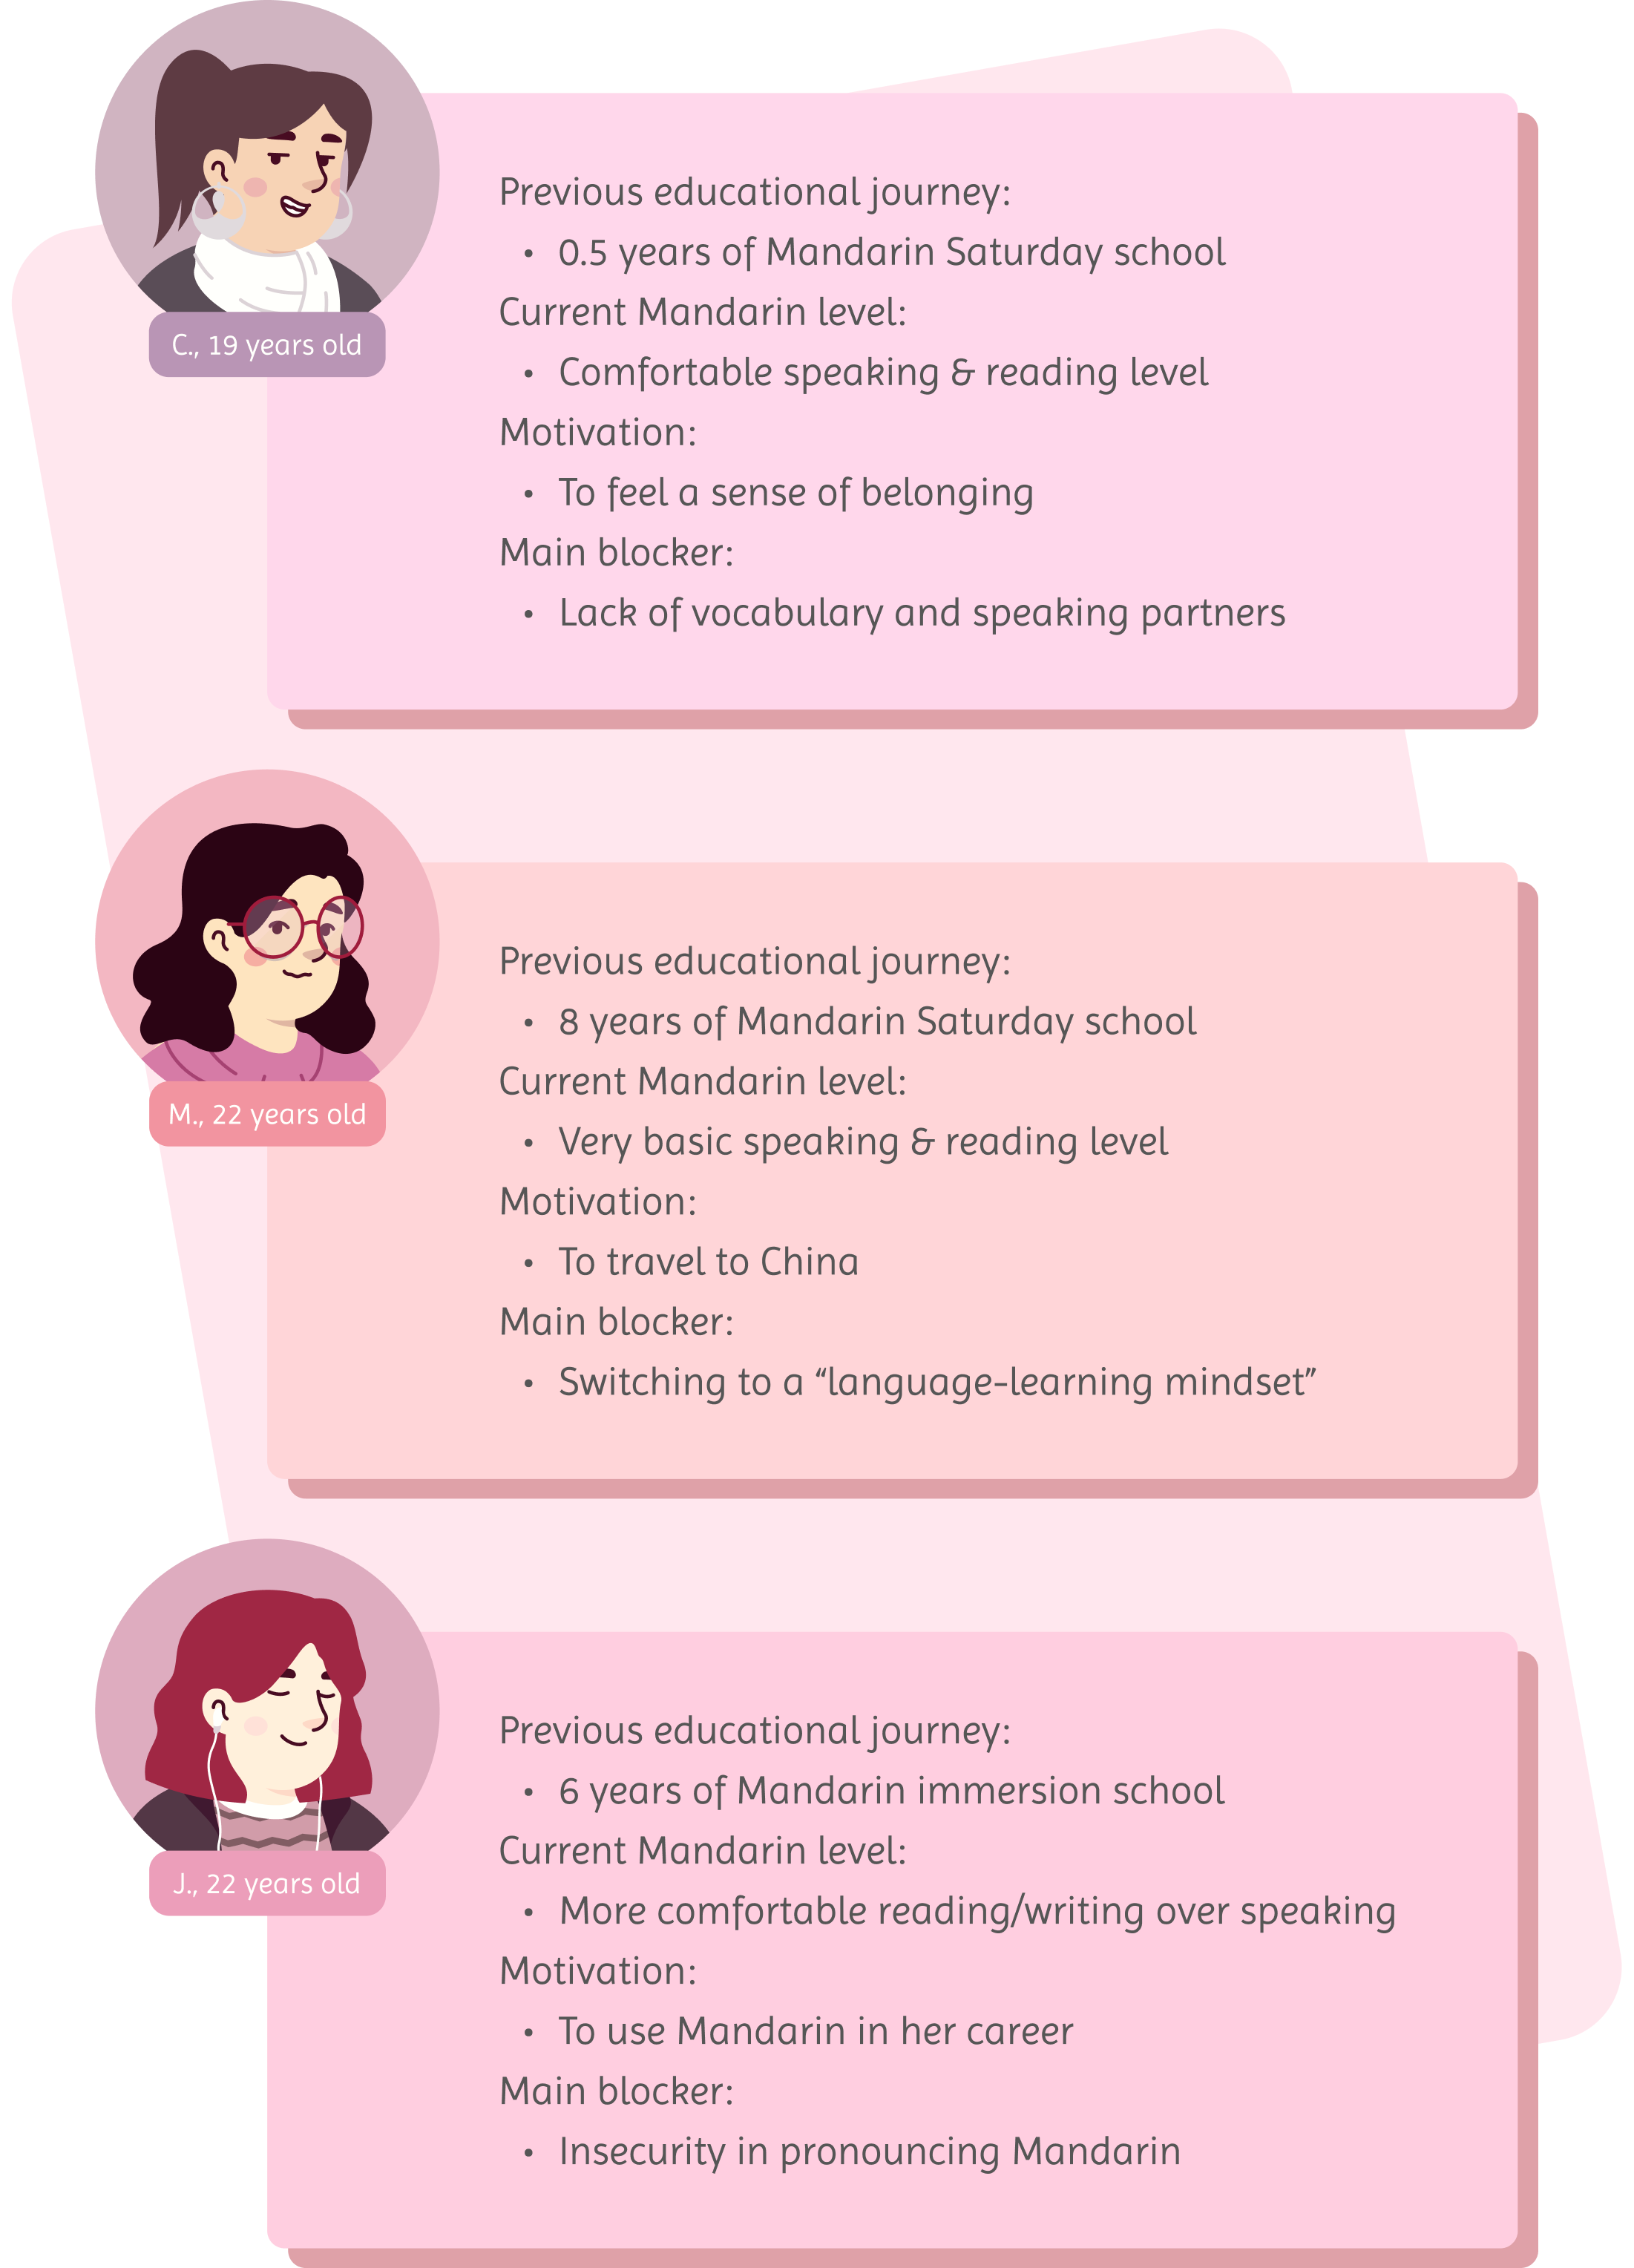 C., 19 years old
Previous educational journey:
• 0.5 years of Mandarin Saturday school
Current Mandarin level:
• Comfortable speaking & reading level
Motivation:
• To feel a sense of belonging
Main blocker:
• Lack of vocabulary and speaking partners
M., 22 years old
Previous educational journey:
• 8 years of Mandarin Saturday school
Current Mandarin level:
• Very basic speaking & reading level
Motivation:
• To travel to China
Main blocker:
• Switching to a “language-learning mindset”
J., 22 years old
Previous educational journey:
• 6 years of Mandarin immersion school
Current Mandarin level:
• More comfortable reading/writing over speaking
Motivation:
• To use Mandarin in her career
Main blocker:
• Insecurity in pronouncing Mandarin